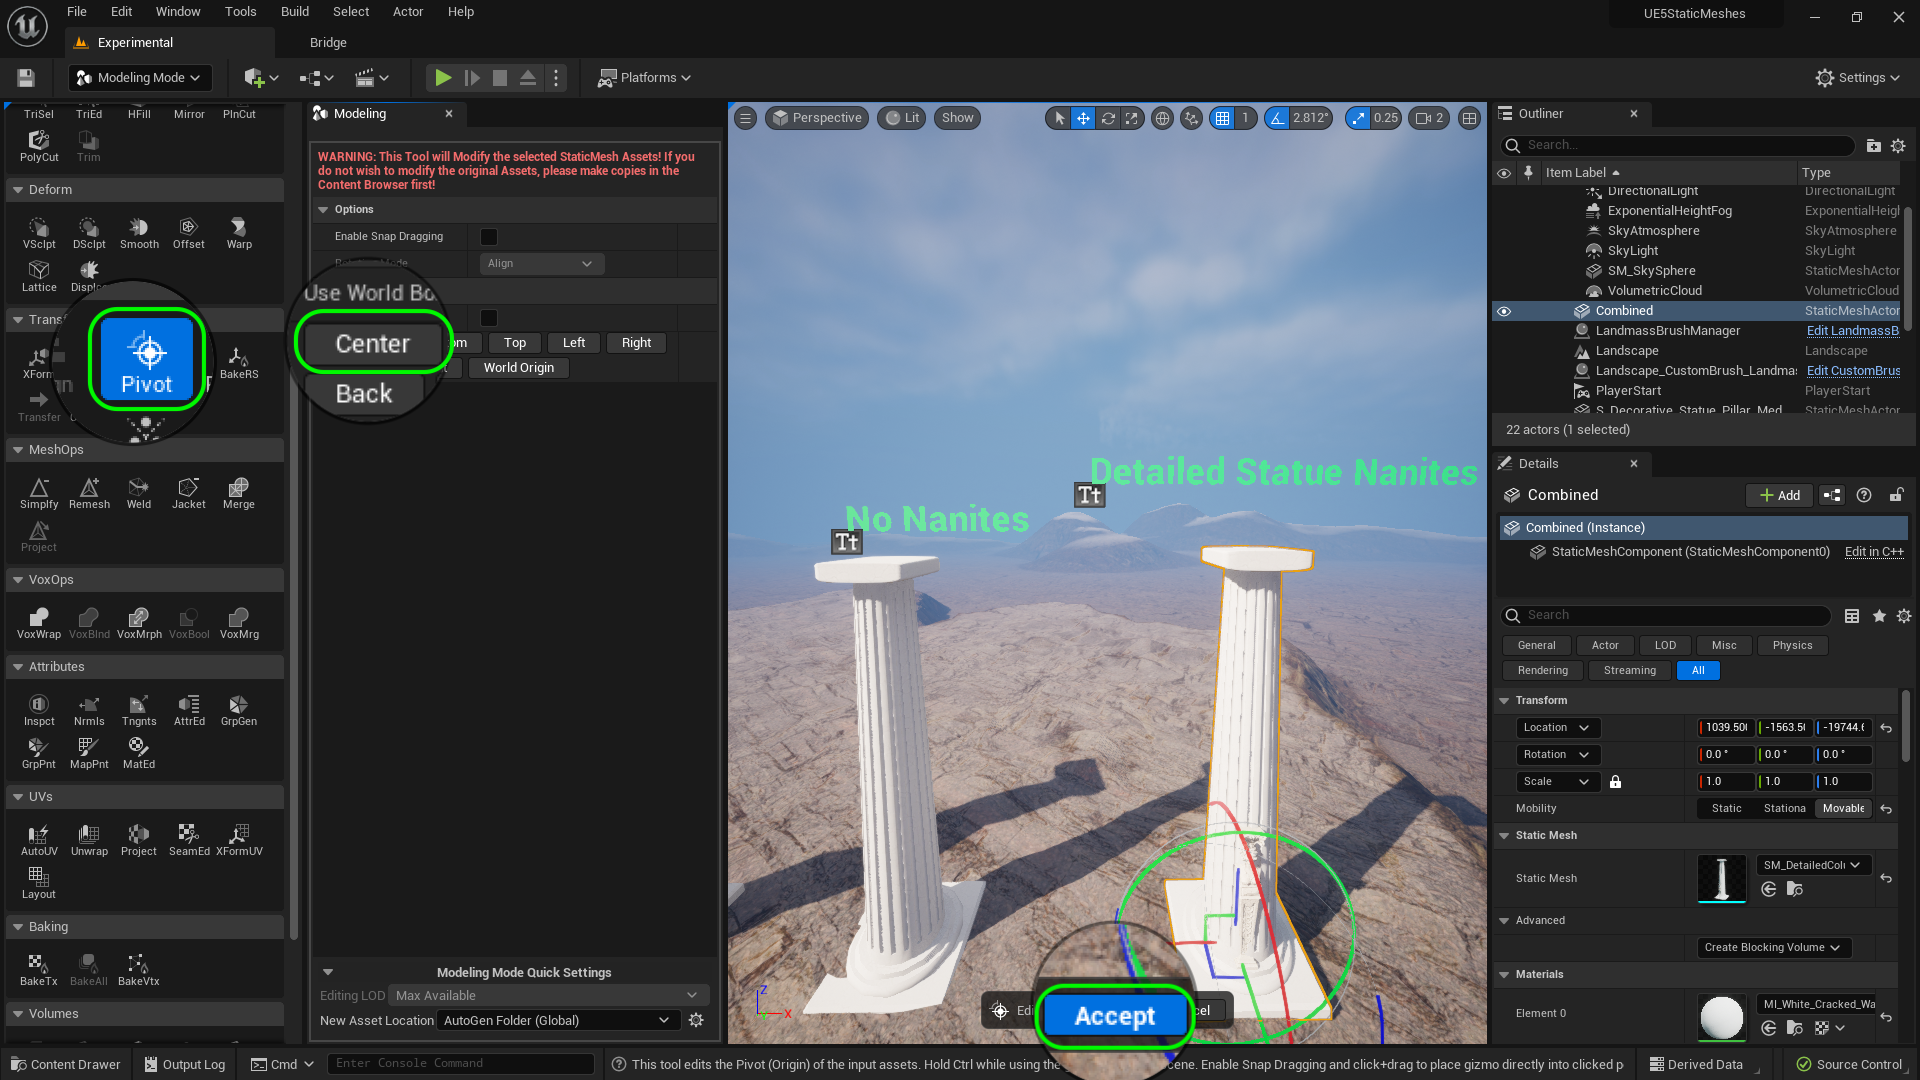 File Edit Window Tools Build Select Actor Help
UE5StaticMeshes
Experimental
Bridge
Modeling Mode
Platforms
Settings
TriSel TriEd HFill Mirror PlnCut
PolyCut Trim
Deform
VSclpt DSclpt Smooth Offset Warp
Lattice
Pivot
BakeRS
Transfer
MeshOps
Simplfy Remesh Weld Jacket Merge
Project
VoxOps
VoxWrap VoxBlnd VoxMrph VoxBool VoxMrg
Attributes
Inspct Nrmls Tngnts AttrEd GrpGen
GrpPnt MapPnt MatEd
UVs
AutoUV Unwrap Project SeamEd XFormUV
Layout
Baking
BakeTx BakeAll BakeVtx
Volumes
Modeling
WARNING: This Tool will Modify the selected StaticMesh Assets! If you
do not wish to modify the original Assets, please make copies in the
Content Browser first!
Options
Enable Snap Dragging
Align
Use World Bo
Center
Top Left Right
Back
World Origin
Modeling Mode Quick Settings
Editing LOD Max Available
New Asset Location AutoGen Folder (Global)
Perspective Lit Show
1 2.812° 0.25 2
Detailed Statue Nanites
Tt
No Nanites
Tt
Z
Y X
Accept
Outliner
Search...
Item Label Type
DirectionalLight DirectionalLight
ExponentialHeightFog ExponentialHeigl
SkyAtmosphere SkyAtmosphere
SkyLight SkyLight
SM_SkySphere StaticMeshActor
VolumetricCloud VolumetricCloud
Combined StaticMeshActor
LandmassBrushManager Edit LandmassB
Landscape Landscape
Landscape_CustomBrush_Landmas Edit CustomBrus
PlayerStart PlayerStart
S_Decorative_Statue_Pillar_Med StaticMeshActor
22 actors (1 selected)
Details
Combined
Add
Combined (Instance)
StaticMeshComponent (StaticMeshComponent0) Edit in C++
Search
General Actor LOD Misc Physics
Rendering Streaming All
Transform
Location 1039.50 -1563.50 -19744.6
Rotation 0.0 ° 0.0 ° 0.0 °
Scale 1.0 1.0 1.0
Mobility Static Stationa Movable
Static Mesh
Static Mesh
SM_DetailedColu
Advanced
Create Blocking Volume
Materials
Element 0
MI_White_Cracked_Wa
Content Drawer
Output Log
Cmd
Enter Console Command
This tool edits the Pivot (Origin) of the input assets. Hold Ctrl while using the
cene. Enable Snap Dragging and click+drag to place gizmo directly into clicked p
Derived Data
Source Control